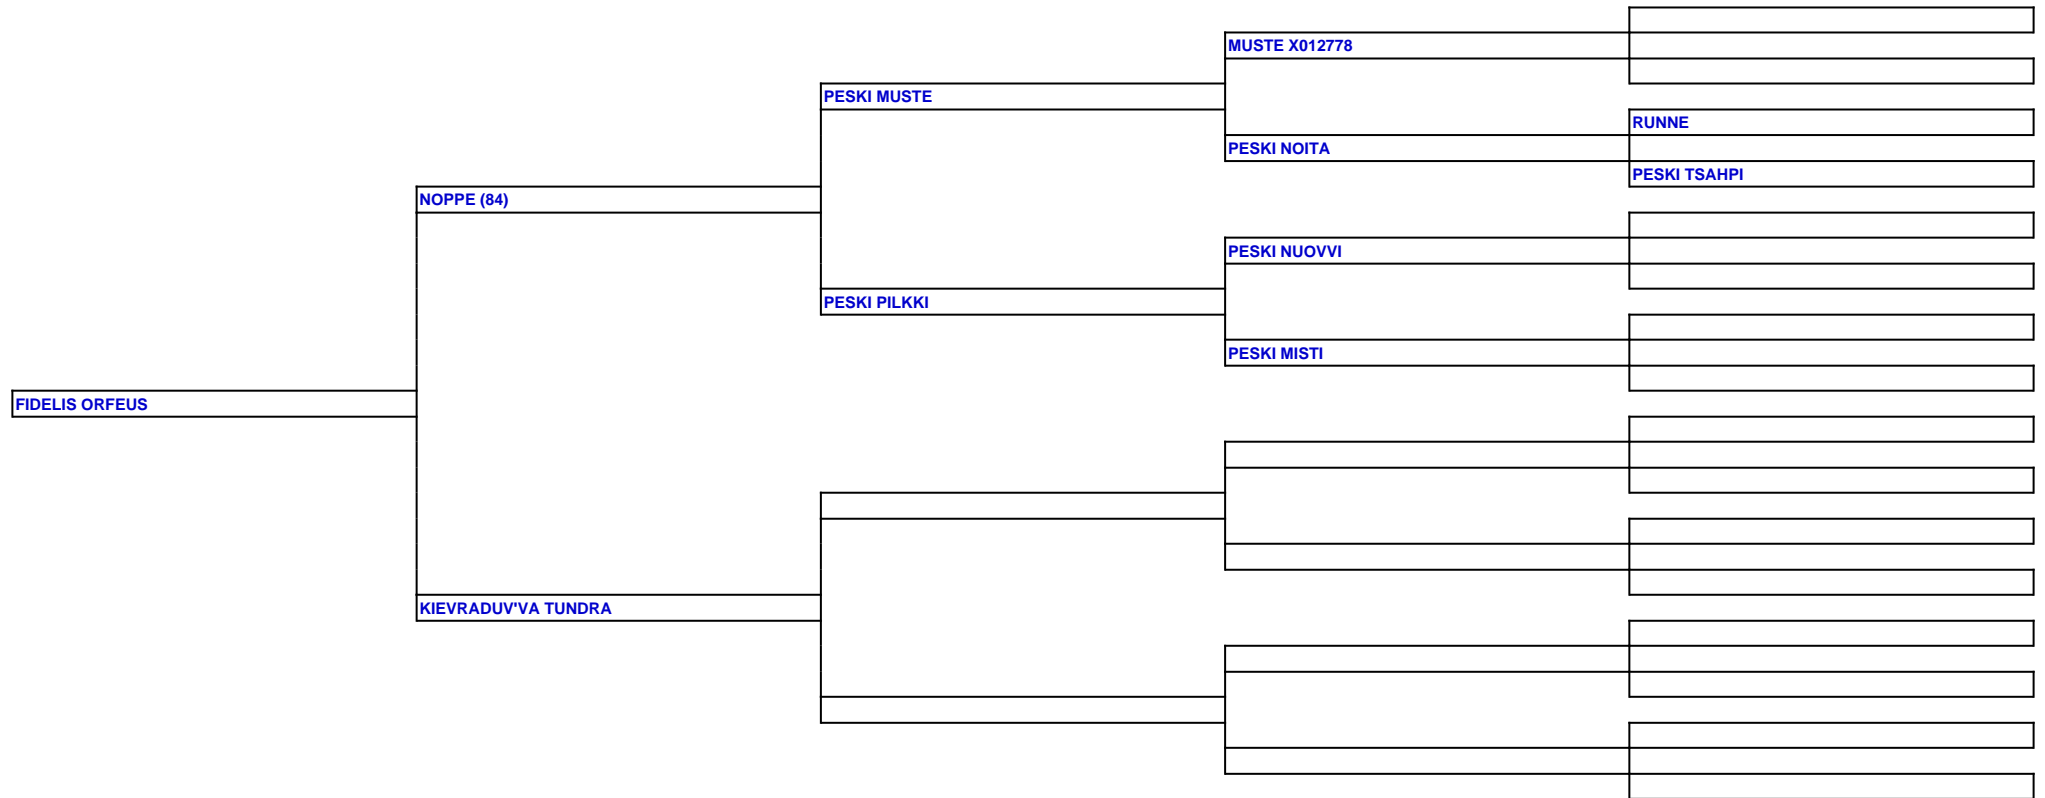 MUSTE X012778
PESKI MUSTE
RUNNE
PESKI NOITA
PESKI TSAHPI
NOPPE (84)
PESKI NUOVVI
PESKI PILKKI
PESKI MISTI
FIDELIS ORFEUS
KIEVRADUV'VA TUNDRA